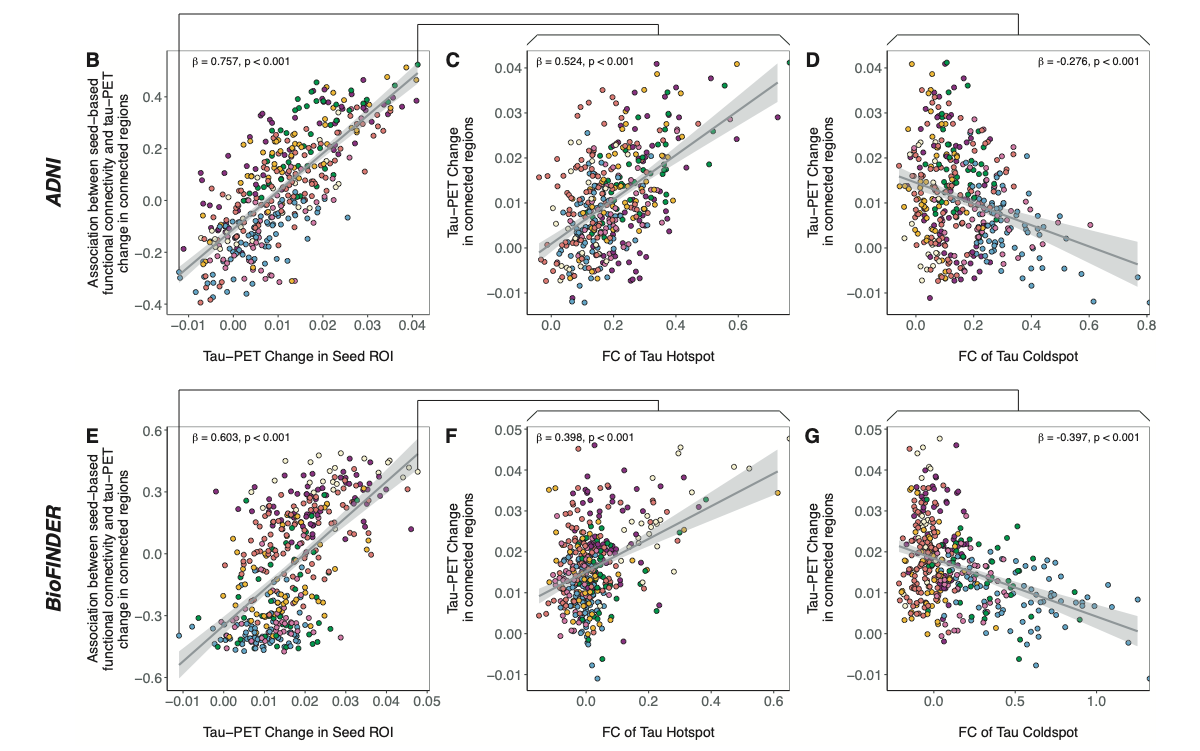 ADNI
B
β = 0.757, p < 0.001
Association between seed−based
functional connectivity and tau−PET
change in connected regions
0.4
0.2
0.0
−0.2
−0.4
−0.01 0.00 0.01 0.02 0.03 0.04
Tau−PET Change in Seed ROI
C
β = 0.524, p < 0.001
Tau−PET Change
in connected regions
0.04
0.03
0.02
0.01
0.00
−0.01
0.0 0.2 0.4 0.6
FC of Tau Hotspot
D
β = -0.276, p < 0.001
Tau−PET Change
in connected regions
0.04
0.03
0.02
0.01
0.00
−0.01
0.0 0.2 0.4 0.6 0.8
FC of Tau Coldspot
BioFINDER
E
β = 0.603, p < 0.001
Association between seed−based
functional connectivity and tau−PET
change in connected regions
0.6
0.3
0.0
−0.3
−0.6
−0.01 0.00 0.01 0.02 0.03 0.04 0.05
Tau−PET Change in Seed ROI
F
β = 0.398, p < 0.001
Tau−PET Change
in connected regions
0.05
0.04
0.03
0.02
0.01
0.00
−0.01
0.0 0.2 0.4 0.6
FC of Tau Hotspot
G
β = -0.397, p < 0.001
Tau−PET Change
in connected regions
0.05
0.04
0.03
0.02
0.01
0.00
−0.01
0.0 0.5 1.0
FC of Tau Coldspot